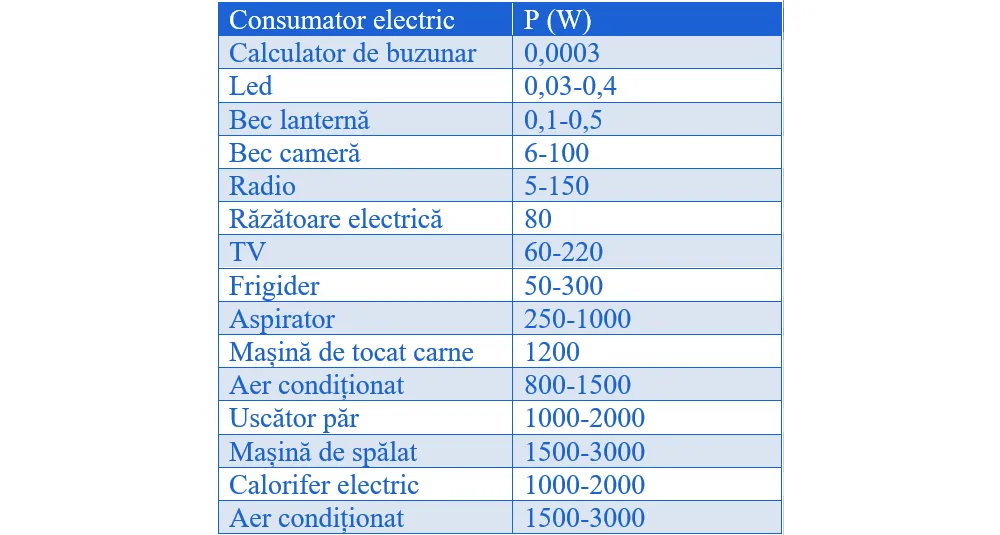 Consumator electric P (W)
Calculator de buzunar 0,0003
Led 0,03-0,4
Bec lanternă 0,1-0,5
Bec cameră 6-100
Radio 5-150
Răzătoare electrică 80
TV 60-220
Frigider 50-300
Aspirator 250-1000
Mașină de tocat carne 1200
Aer condiționat 800-1500
Uscător păr 1000-2000
Mașină de spălat 1500-3000
Calorifer electric 1000-2000
Aer condiționat 1500-3000